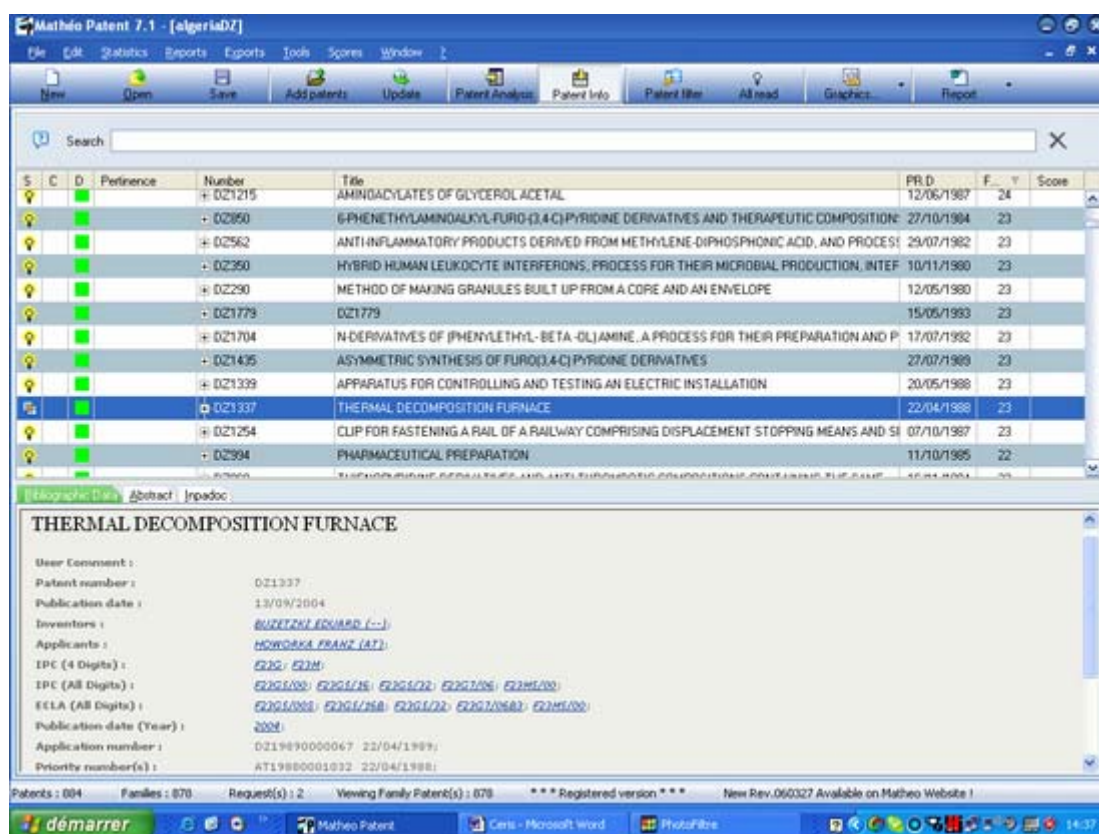 Mathéo Patent 7.1 - [algeriaDZ]
File Edit Statistics Reports Exports Tools Scores Window ?
New Open Save Add patents Update Patent Analysis Patent Info Patent filter All read Graphics... Report
Search
S C D Pertinence Number Title PR.D F... Score
DZ1215 AMINOACYLATES OF GLYCEROL ACETAL 12/06/1987 24
DZ850 6-PHENETHYLAMINOALKYL-FURO-(3,4-C)-PYRIDINE DERIVATIVES AND THERAPEUTIC COMPOSITION 27/10/1984 23
DZ562 ANTI-INFLAMMATORY PRODUCTS DERIVED FROM METHYLENE-DIPHOSPHONIC ACID, AND PROCES 29/07/1982 23
DZ350 HYBRID HUMAN LEUKOCYTE INTERFERONS, PROCESS FOR THEIR MICROBIAL PRODUCTION, INTEF 10/11/1980 23
DZ290 METHOD OF MAKING GRANULES BUILT UP FROM A CORE AND AN ENVELOPE 12/05/1980 23
DZ1779 DZ1779 15/05/1993 23
DZ1704 N-DERIVATIVES OF (PHENYLETHYL- BETA -OL)AMINE, A PROCESS FOR THEIR PREPARATION AND P 17/07/1992 23
DZ1435 ASYMMETRIC SYNTHESIS OF FURO(3,4-C) PYRIDINE DERIVATIVES 27/07/1989 23
DZ1339 APPARATUS FOR CONTROLLING AND TESTING AN ELECTRIC INSTALLATION 20/05/1988 23
DZ1337 THERMAL DECOMPOSITION FURNACE 22/04/1988 23
DZ1254 CLIP FOR FASTENING A RAIL OF A RAILWAY COMPRISING DISPLACEMENT STOPPING MEANS AND SI 07/10/1987 23
DZ994 PHARMACEUTICAL PREPARATION 11/10/1985 22
Bibliographic Data Abstract Inpadoc
THERMAL DECOMPOSITION FURNACE
User Comment :
Patent number : DZ1337
Publication date : 13/09/2004
Inventors : BUZETZKI EDUARD (--);
Applicants : HOWORKA FRANZ (AT);
IPC (4 Digits) : F23G; F23M;
IPC (All Digits) : F23G5/00; F23G5/16; F23G5/32; F23G7/06; F23M5/00;
ECLA (All Digits) : F23G5/00S; F23G5/16B; F23G5/32; F23G7/06B3; F23M5/00;
Publication date (Year) : 2004;
Application number : DZ19890000067 22/04/1989;
Priority number(s) : AT19880001032 22/04/1988;
Patents : 884 Families : 878 Request(s) : 2 Viewing Family Patent(s) : 878 * * * Registered version * * * New Rev.060327 Available on Matheo Website !
démarrer Matheo Patent Ceris - Microsoft Word PhotoFiltre 14:37